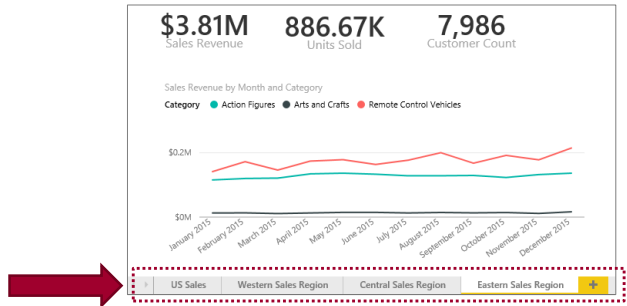 $3.81M 886.67K 7,986
Sales Revenue Units Sold Customer Count
Sales Revenue by Month and Category
Category Action Figures Arts and Crafts Remote Control Vehicles
$0.2M
$0M
January 2015 February 2015 March 2015 April 2015 May 2015 June 2015 July 2015 August 2015 September 2015 October 2015 November 2015 December 2015
US Sales Western Sales Region Central Sales Region Eastern Sales Region +